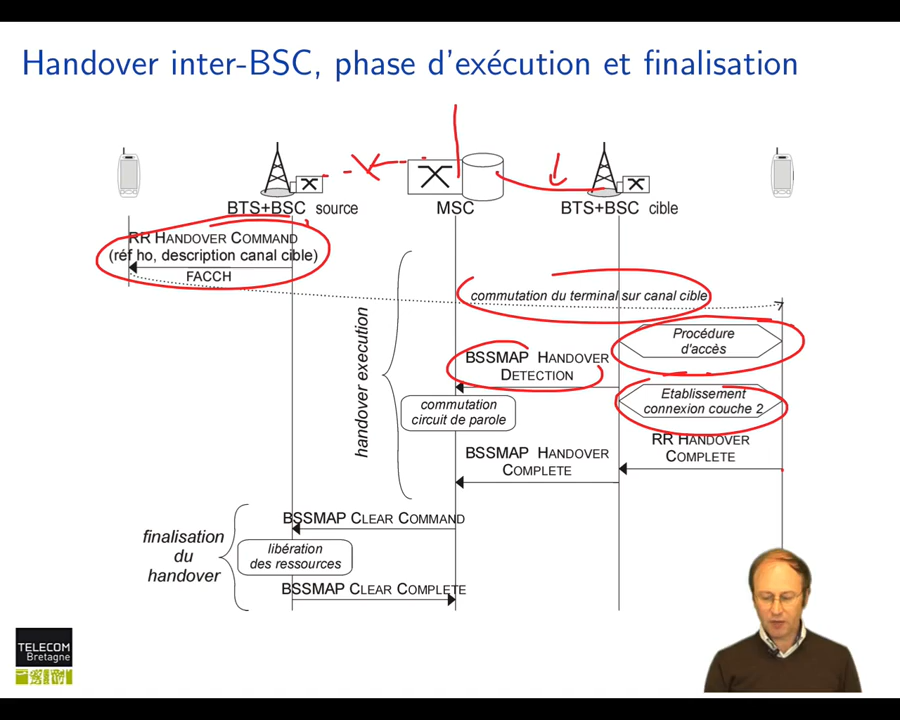 Handover inter-BSC, phase d'exécution et finalisation
BTS+BSC source
MSC
BTS+BSC cible
RR HANDOVER COMMAND
(réf ho, description canal cible)
FACCH
commutation du terminal sur canal cible
Procédure
d'accès
BSSMAP HANDOVER
DETECTION
handover execution
commutation
circuit de parole
Etablissement
connexion couche 2
RR HANDOVER
COMPLETE
BSSMAP HANDOVER
COMPLETE
BSSMAP CLEAR COMMAND
finalisation
du
handover
libération
des ressources
BSSMAP CLEAR COMPLETE
TELECOM
Bretagne